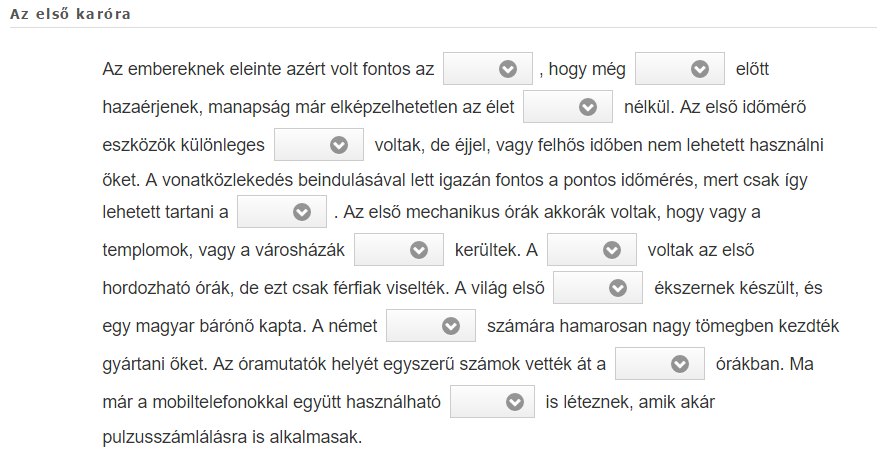 Az első karóra
Az embereknek eleinte azért volt fontos az , hogy még előtt
hazaérjenek, manapság már elképzelhetetlen az élet nélkül. Az első időmérő
eszközök különleges voltak, de éjjel, vagy felhős időben nem lehetett használni
őket. A vonatközlekedés beindulásával lett igazán fontos a pontos időmérés, mert csak így
lehetett tartani a . Az első mechanikus órák akkorák voltak, hogy vagy a
templomok, vagy a városházák kerültek. A voltak az első
hordozható órák, de ezt csak férfiak viselték. A világ első ékszernek készült, és
egy magyar bárónő kapta. A német számára hamarosan nagy tömegben kezdték
gyártani őket. Az óramutatók helyét egyszerű számok vették át a órákban. Ma
már a mobiltelefonokkal együtt használható is léteznek, amik akár
pulzusszámlálásra is alkalmasak.